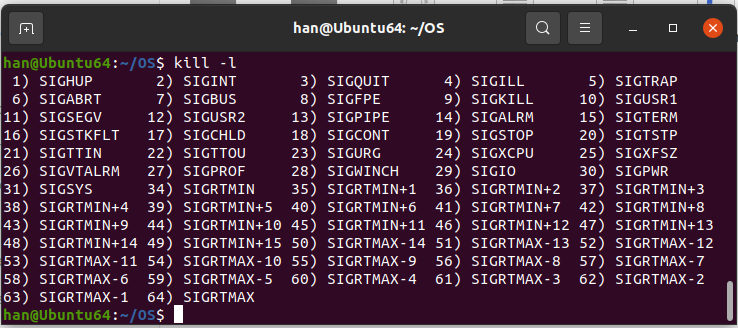 han@Ubuntu64: ~/OS
han@Ubuntu64:~/OS$ kill -l
 1) SIGHUP       2) SIGINT       3) SIGQUIT      4) SIGILL       5) SIGTRAP
 6) SIGABRT      7) SIGBUS       8) SIGFPE       9) SIGKILL     10) SIGUSR1
11) SIGSEGV     12) SIGUSR2     13) SIGPIPE     14) SIGALRM     15) SIGTERM
16) SIGSTKFLT   17) SIGCHLD     18) SIGCONT     19) SIGSTOP     20) SIGTSTP
21) SIGTTIN     22) SIGTTOU     23) SIGURG      24) SIGXCPU     25) SIGXFSZ
26) SIGVTALRM   27) SIGPROF     28) SIGWINCH    29) SIGIO       30) SIGPWR
31) SIGSYS      34) SIGRTMIN    35) SIGRTMIN+1  36) SIGRTMIN+2  37) SIGRTMIN+3
38) SIGRTMIN+4  39) SIGRTMIN+5  40) SIGRTMIN+6  41) SIGRTMIN+7  42) SIGRTMIN+8
43) SIGRTMIN+9  44) SIGRTMIN+10 45) SIGRTMIN+11 46) SIGRTMIN+12 47) SIGRTMIN+13
48) SIGRTMIN+14 49) SIGRTMIN+15 50) SIGRTMAX-14 51) SIGRTMAX-13 52) SIGRTMAX-12
53) SIGRTMAX-11 54) SIGRTMAX-10 55) SIGRTMAX-9  56) SIGRTMAX-8  57) SIGRTMAX-7
58) SIGRTMAX-6  59) SIGRTMAX-5  60) SIGRTMAX-4  61) SIGRTMAX-3  62) SIGRTMAX-2
63) SIGRTMAX-1  64) SIGRTMAX
han@Ubuntu64:~/OS$